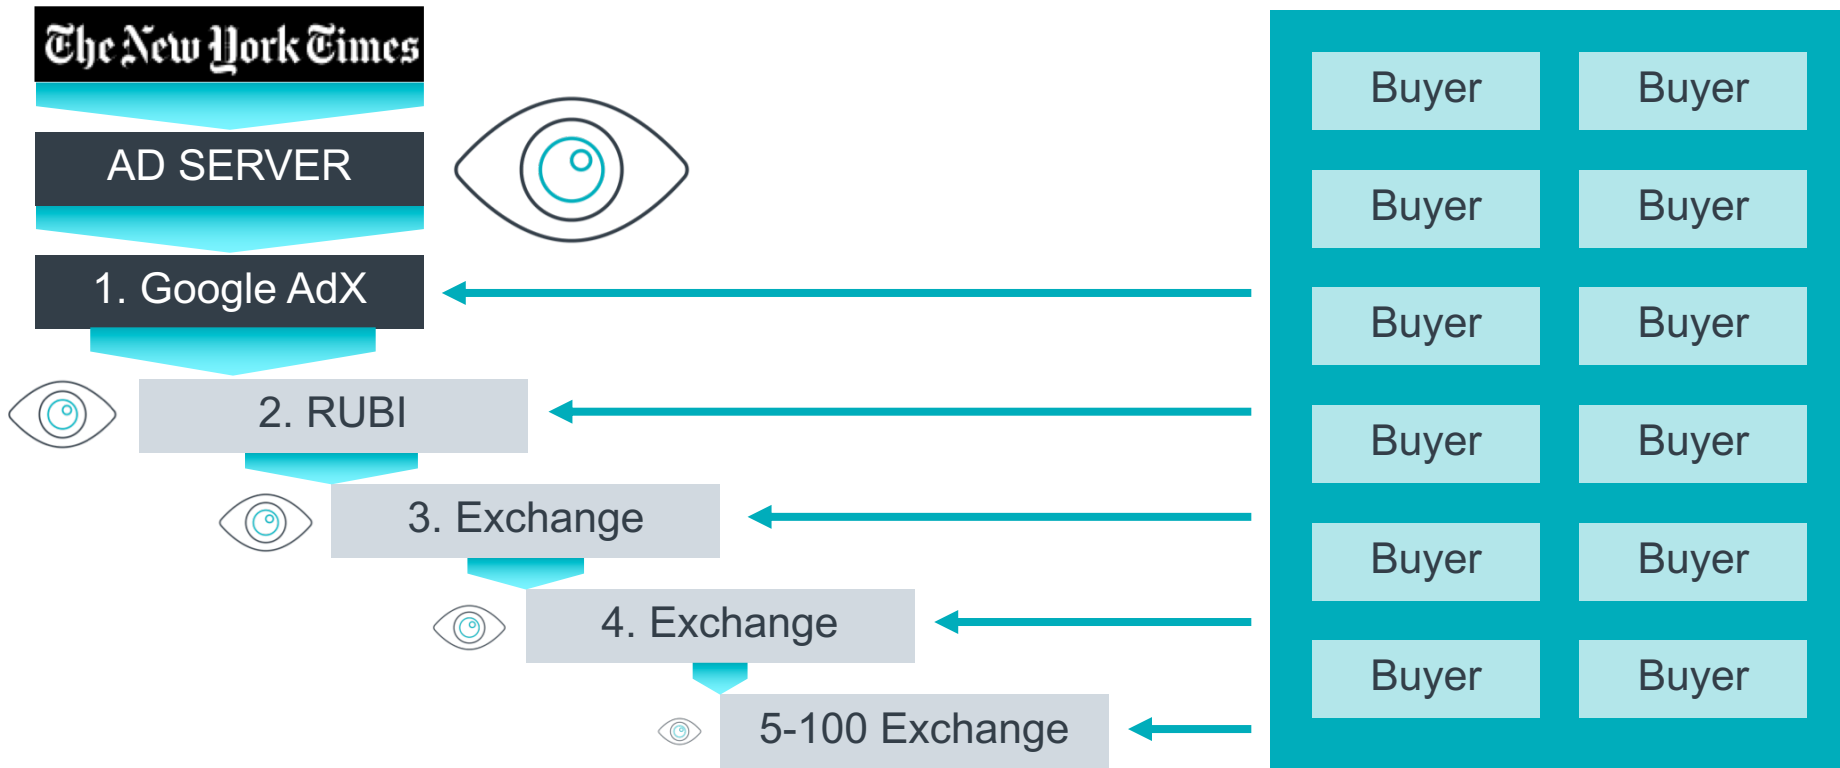 The New York Times
AD SERVER
1. Google AdX
2. RUBI
3. Exchange
4. Exchange
5-100 Exchange
Buyer Buyer
Buyer Buyer
Buyer Buyer
Buyer Buyer
Buyer Buyer
Buyer Buyer